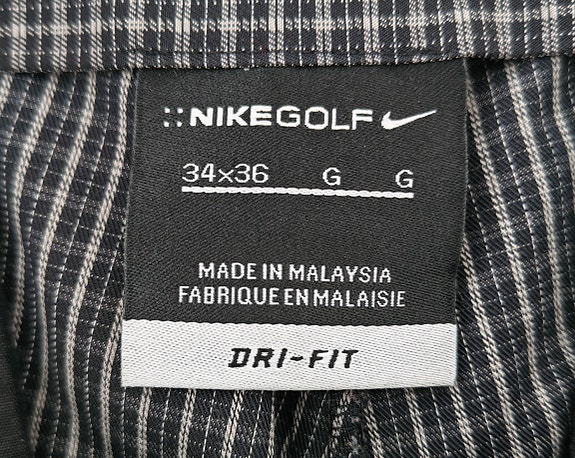 ::NIKEGOLF
34x36 G G
MADE IN MALAYSIA
FABRIQUE EN MALAISIE
DRI-FIT